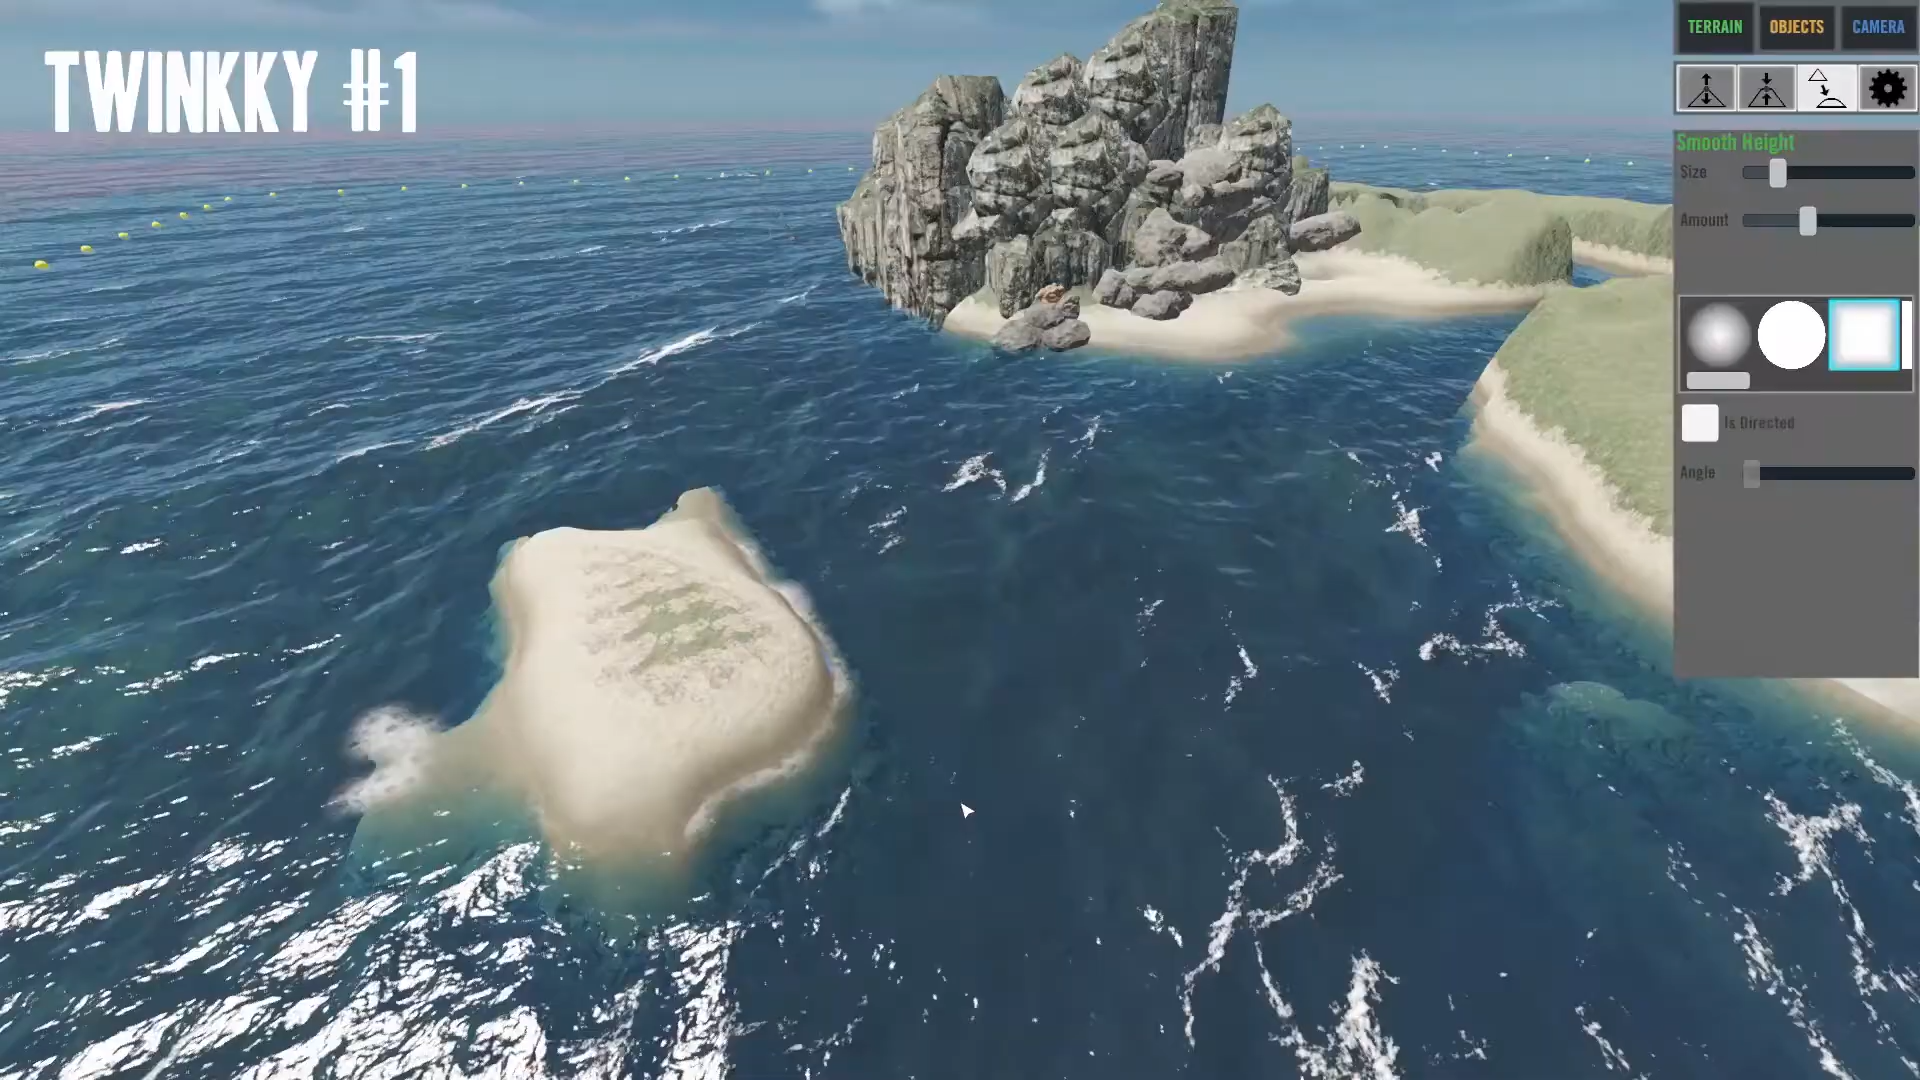 TWINKKY #1
TERRAIN OBJECTS CAMERA
Smooth Height
Size
Amount
Is Directed
Angle